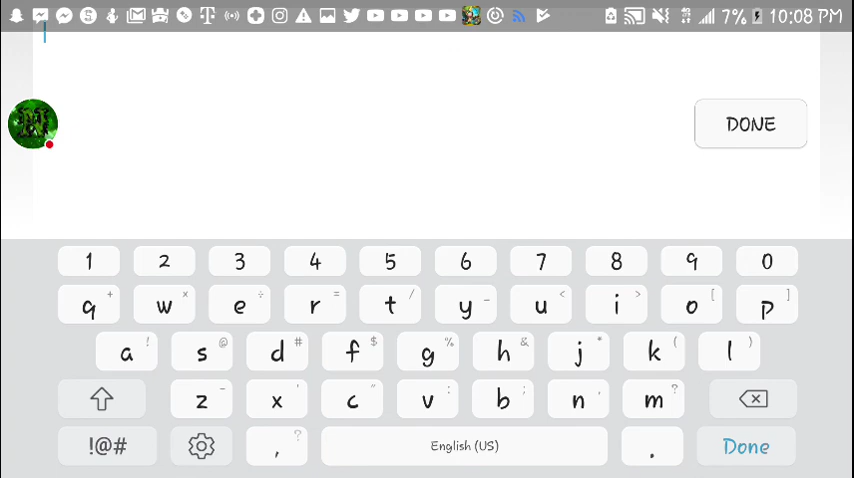 7% 10:08 PM
N
DONE
1 2 3 4 5 6 7 8 9 0
q + w × e ÷ r = t / y _ u < i > o [ p ]
a ! s @ d # f $ g % h & j * k ( l )
z - x ' c " v : b ; n , m ?
!@# , ? English (US) . Done